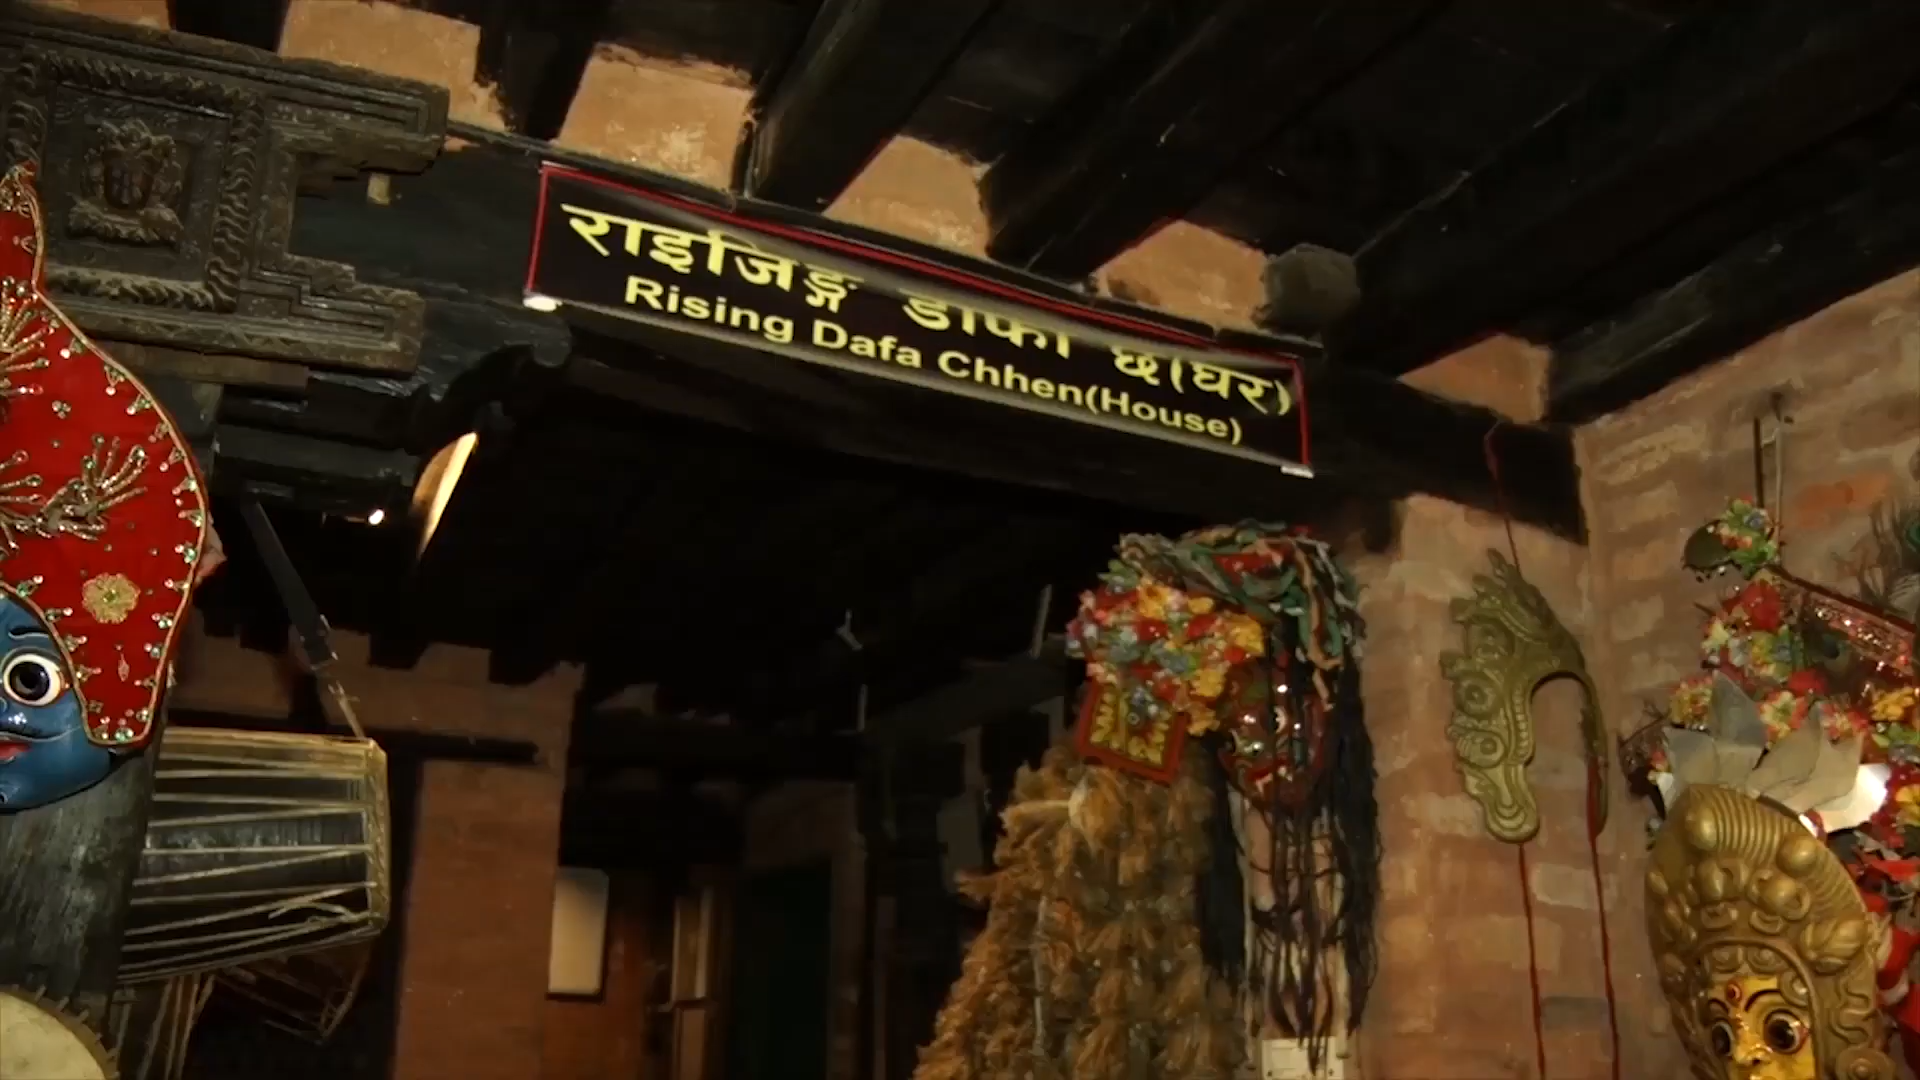 राइजिङ्ग डाफा छें(घर)
Rising Dafa Chhen(House)